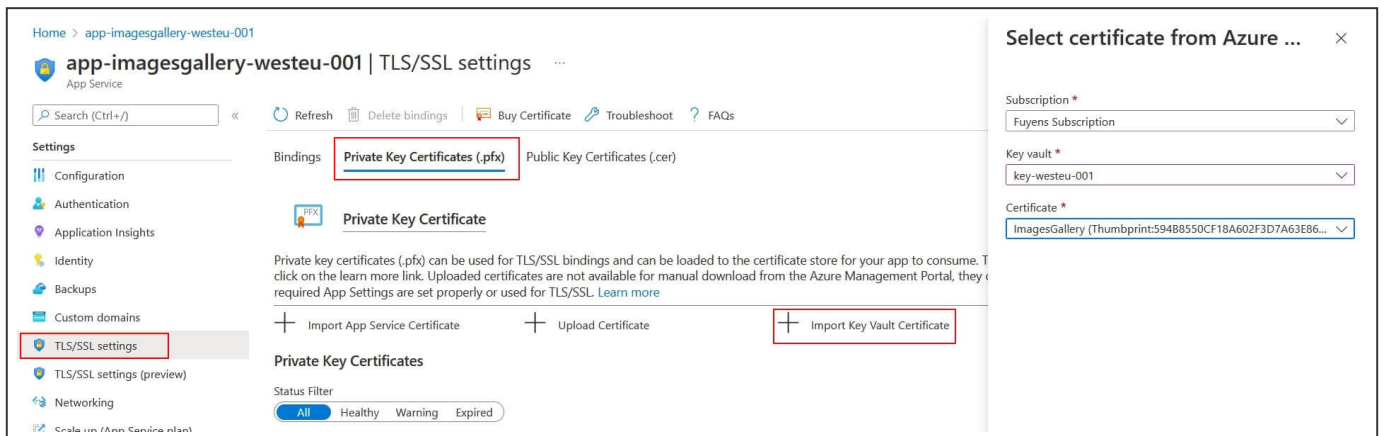 Home > app-imagesgallery-westeu-001
app-imagesgallery-westeu-001 | TLS/SSL settings ...
App Service
Search (Ctrl+/) «
Settings
Configuration
Authentication
Application Insights
Identity
Backups
Custom domains
TLS/SSL settings
TLS/SSL settings (preview)
Networking
Scale up (App Service plan)
Refresh Delete bindings Buy Certificate Troubleshoot ? FAQs
Bindings Private Key Certificates (.pfx) Public Key Certificates (.cer)
PFX
Private Key Certificate
Private key certificates (.pfx) can be used for TLS/SSL bindings and can be loaded to the certificate store for your app to consume. T
click on the learn more link. Uploaded certificates are not available for manual download from the Azure Management Portal, they
required App Settings are set properly or used for TLS/SSL. Learn more
Import App Service Certificate Upload Certificate Import Key Vault Certificate
Private Key Certificates
Status Filter
All Healthy Warning Expired
Select certificate from Azure ... ×
Subscription *
Fuyens Subscription
Key vault *
key-westeu-001
Certificate *
ImagesGallery (Thumbprint:594B8550CF18A602F3D7A63E86...